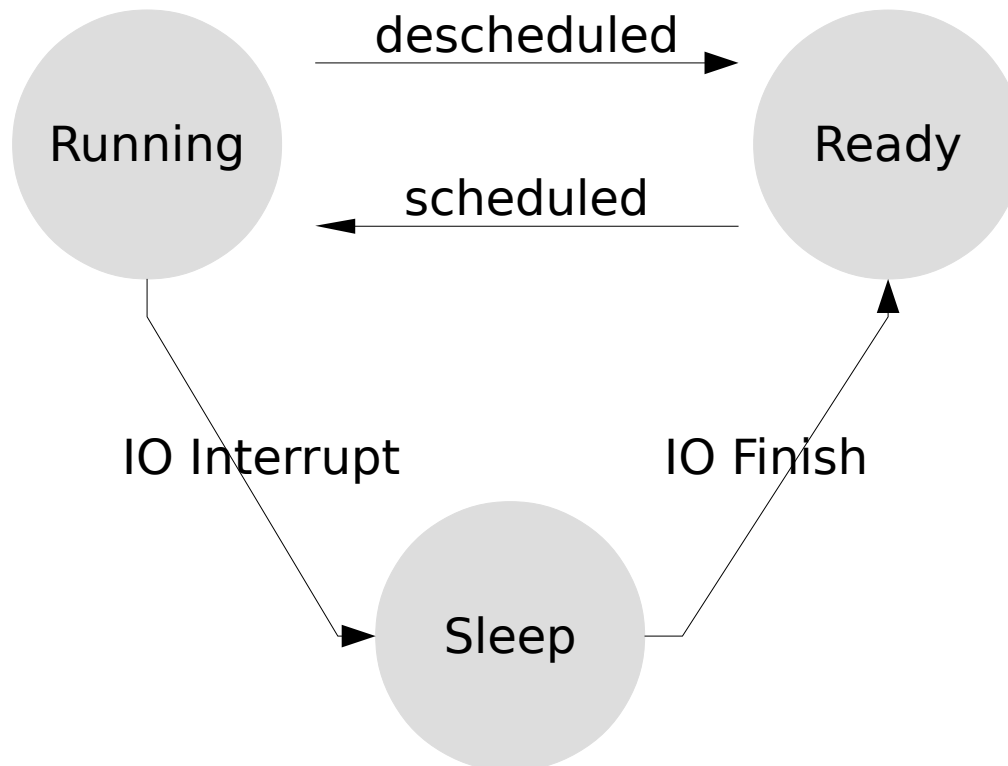 descheduled
Running
Ready
scheduled
IO Interrupt
IO Finish
Sleep